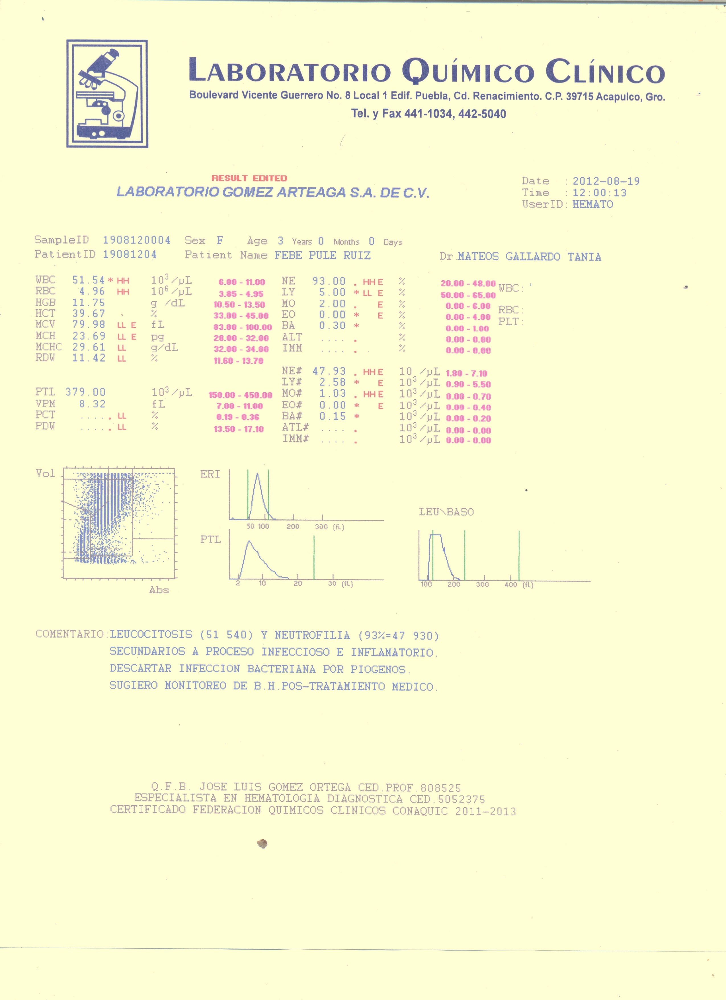 LABORATORIO QUÍMICO CLÍNICO
Boulevard Vicente Guerrero No. 8 Local 1 Edif. Puebla, Cd. Renacimiento. C.P. 39715 Acapulco, Gro.
Tel. y Fax 441-1034, 442-5040
RESULT EDITED
LABORATORIO GOMEZ ARTEAGA S.A. DE C.V.
Date : 2012-08-19
Time : 12:00:13
UserID: HEMATO
SampleID 1908120004 Sex F Age 3 Years 0 Months 0 Days
PatientID 19081204 Patient Name FEBE PULE RUIZ Dr.MATEOS GALLARDO TANIA
WBC 51.54 * HH 10³/µL 6.00 - 11.00 NE 93.00 . HH E % 20.00 - 48.00 WBC: '
RBC 4.96 HH 10⁶/µL 3.85 - 4.95 LY 5.00 * LL E % 50.00 - 65.00
HGB 11.75 g /dL 10.50 - 13.50 MO 2.00 . E % 0.00 - 6.00 RBC:
HCT 39.67 % 33.00 - 45.00 EO 0.00 * E % 0.00 - 4.00 PLT:
MCV 79.98 LL E fL 83.00 - 100.00 BA 0.30 * % 0.00 - 1.00
MCH 23.69 LL E pg 28.00 - 32.00 ALT .... . % 0.00 - 0.00
MCHC 29.61 LL g/dL 32.00 - 34.00 IMM .... . % 0.00 - 0.00
RDW 11.42 LL % 11.60 - 13.70
NE# 47.93 . HH E 10 /µL 1.80 - 7.10
LY# 2.58 * E 10³/µL 0.90 - 5.50
PTL 379.00 10³/µL 150.00 - 450.00 MO# 1.03 . HH E 10³/µL 0.00 - 0.70
VPM 8.32 fL 7.80 - 11.00 EO# 0.00 * E 10³/µL 0.00 - 0.40
PCT ..... LL % 0.19 - 0.36 BA# 0.15 * 10³/µL 0.00 - 0.20
PDW ..... LL % 13.50 - 17.10 ATL# .... . 10³/µL 0.00 - 0.00
IMM# .... . 10³/µL 0.00 - 0.00
Vol
Abs
ERI
50 100 200 300 (fL)
PTL
2 10 20 30 (fL)
LEU\BASO
100 200 300 400 (fL)
COMENTARIO:LEUCOCITOSIS (51 540) Y NEUTROFILIA (93%=47 930)
SECUNDARIOS A PROCESO INFECCIOSO E INFLAMATORIO.
DESCARTAR INFECCION BACTERIANA POR PIOGENOS.
SUGIERO MONITOREO DE B.H.POS-TRATAMIENTO MEDICO.
Q.F.B. JOSE LUIS GOMEZ ORTEGA CED.PROF.808525
ESPECIALISTA EN HEMATOLOGIA DIAGNOSTICA CED.5052375
CERTIFICADO FEDERACION QUIMICOS CLINICOS CONAQUIC 2011-2013